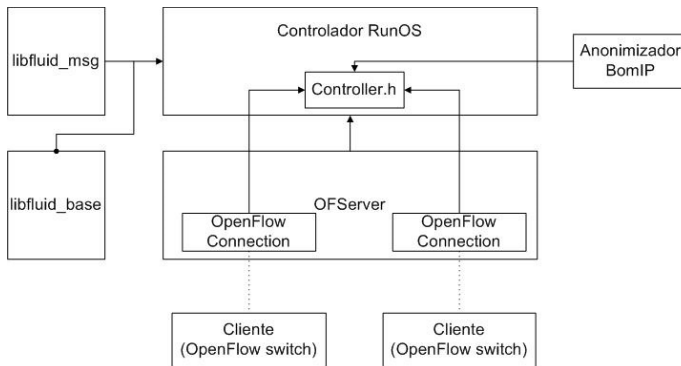 libfluid_msg
Controlador RunOS
Anonimizador
BomIP
Controller.h
libfluid_base
OFServer
OpenFlow
Connection
OpenFlow
Connection
Cliente
(OpenFlow switch)
Cliente
(OpenFlow switch)